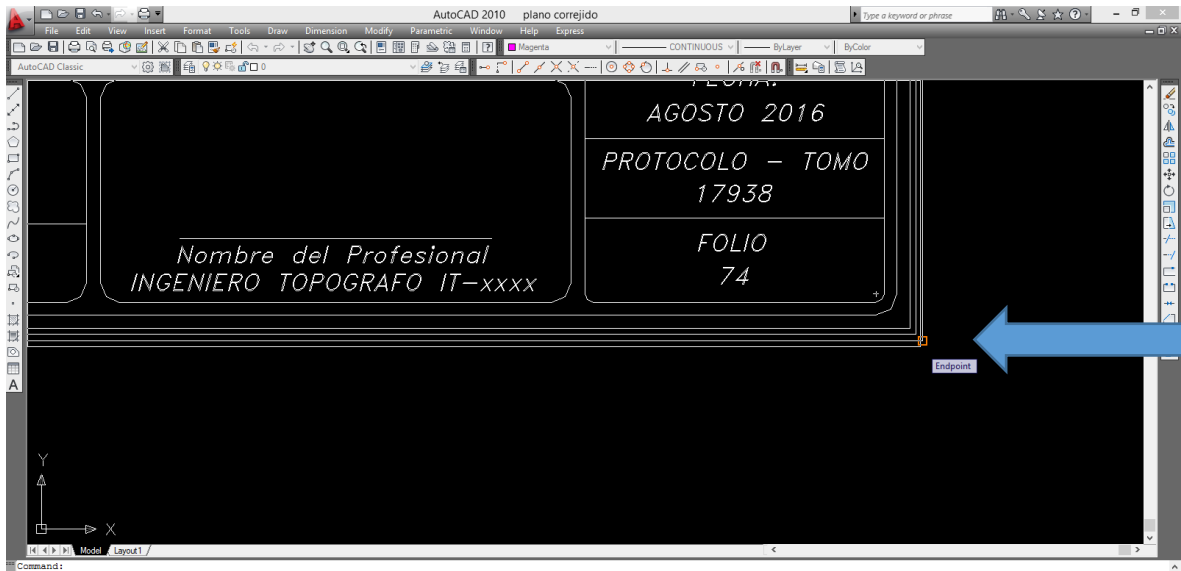 AutoCAD 2010 plano correjido
Type a keyword or phrase
File Edit View Insert Format Tools Draw Dimension Modify Parametric Window Help Express
Magenta
CONTINUOUS
ByLayer
ByColor
AutoCAD Classic
0
FECHA:
AGOSTO 2016
PROTOCOLO – TOMO
17938
FOLIO
74
Nombre del Profesional
INGENIERO TOPOGRAFO IT–xxxx
Endpoint
A
Y
X
Model Layout1
Command: